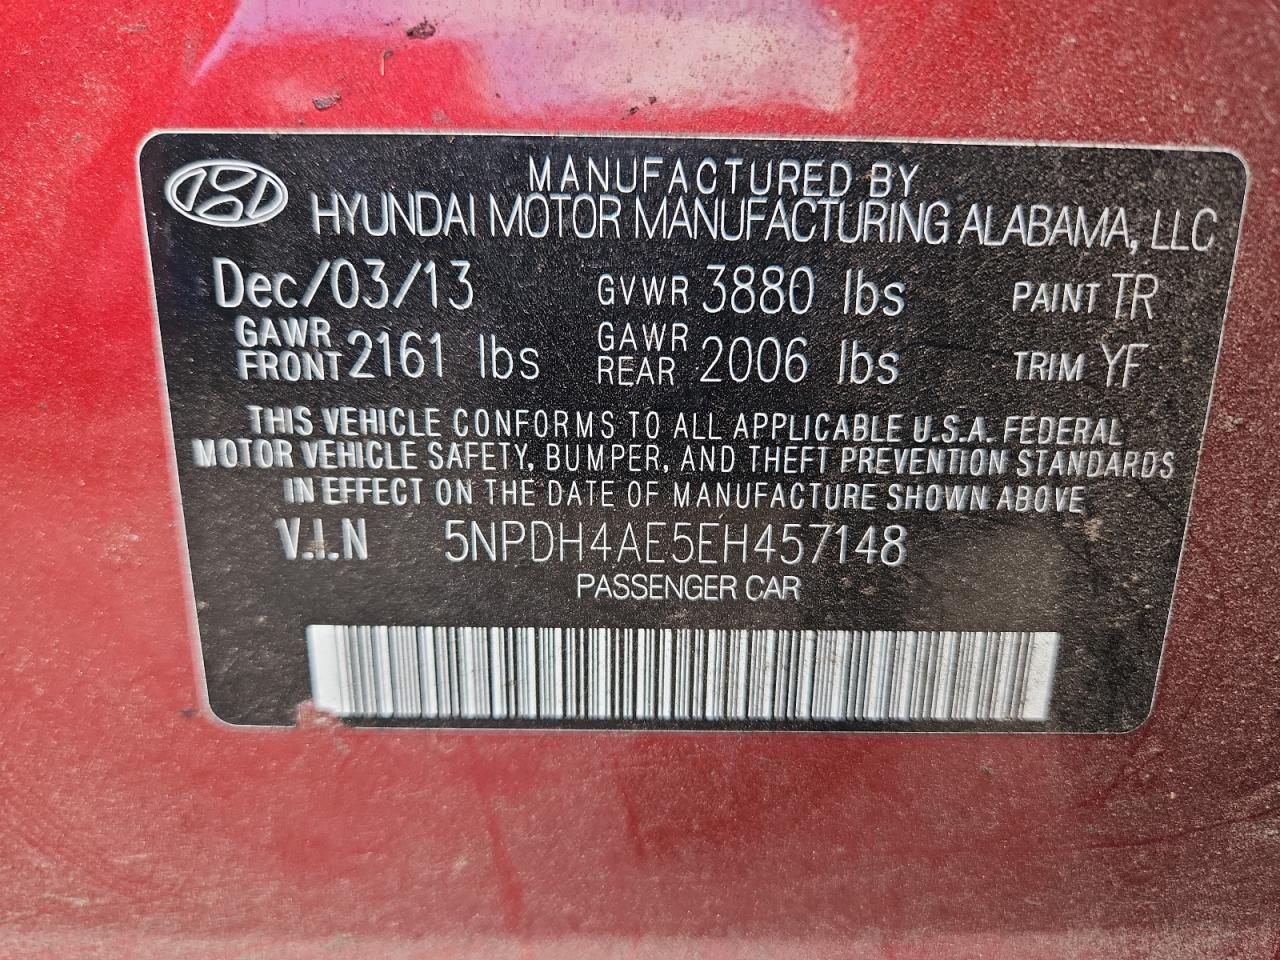 MANUFACTURED BY
HYUNDAI MOTOR MANUFACTURING ALABAMA, LLC
Dec/03/13 GVWR 3880 lbs PAINT TR
GAWR FRONT 2161 lbs GAWR REAR 2006 lbs TRIM YF
THIS VEHICLE CONFORMS TO ALL APPLICABLE U.S.A. FEDERAL
MOTOR VEHICLE SAFETY, BUMPER, AND THEFT PREVENTION STANDARDS
IN EFFECT ON THE DATE OF MANUFACTURE SHOWN ABOVE
V.I.N 5NPDH4AE5EH457148
PASSENGER CAR